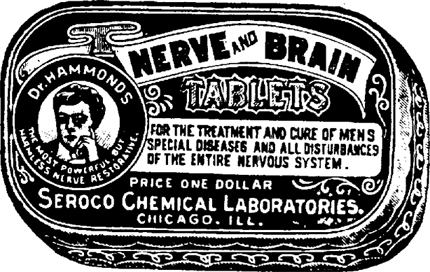 NERVE AND BRAIN
TABLETS
DR. HAMMOND'S
THE MOST POWERFUL BUT
HARMLESS NERVE RESTORATIVE.
FOR THE TREATMENT AND CURE OF MENS
SPECIAL DISEASES AND ALL DISTURBANCES
OF THE ENTIRE NERVOUS SYSTEM.
PRICE ONE DOLLAR
SEROCO CHEMICAL LABORATORIES.
CHICAGO. ILL.